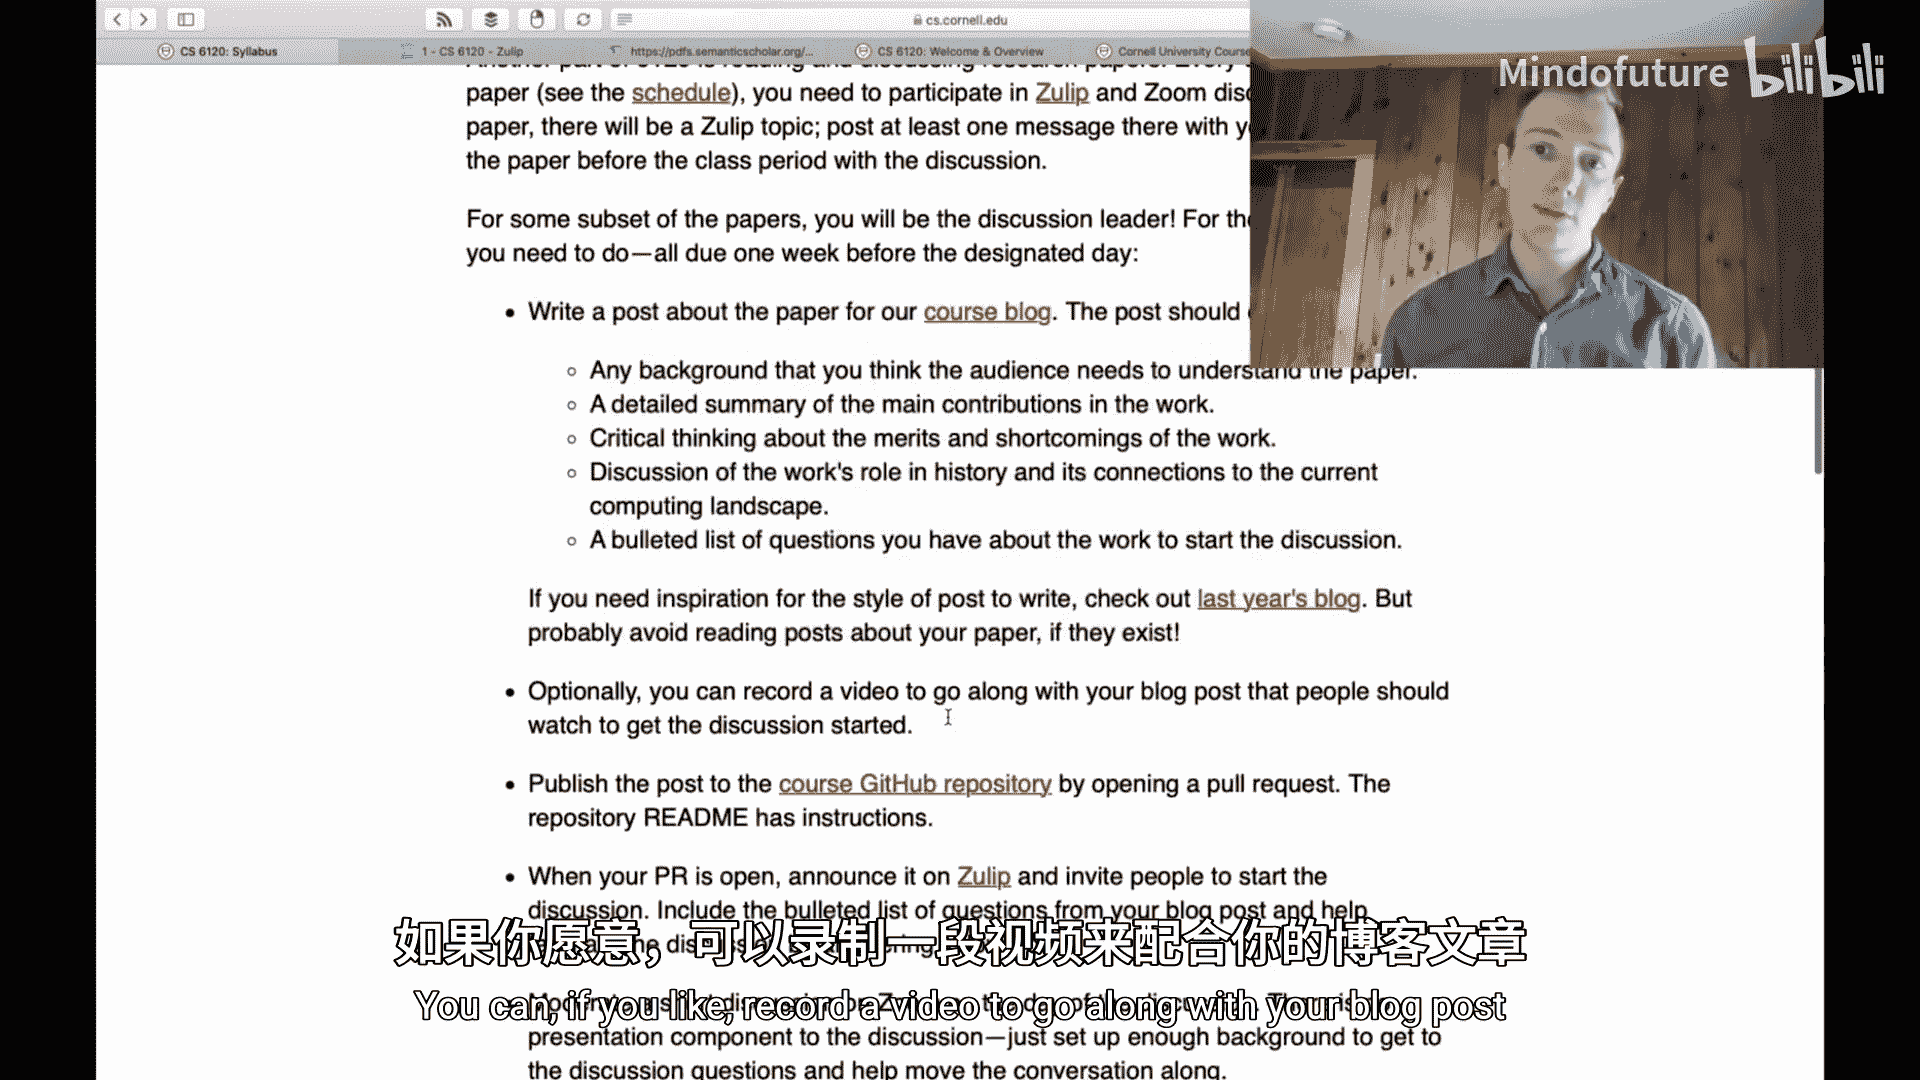 cs.cornell.edu
CS 6120: Syllabus
1 - CS 6120 - Zulip
https://pdfs.semanticscholar.org/...
CS 6120: Welcome & Overview
Cornell University Course
Mindofuture bilibili
paper (see the schedule), you need to participate in Zulip and Zoom
paper, there will be a Zulip topic; post at least one message there with
the paper before the class period with the discussion.
For some subset of the papers, you will be the discussion leader! For
you need to do—all due one week before the designated day:
• Write a post about the paper for our course blog. The post should
Any background that you think the audience needs to understand the paper.
A detailed summary of the main contributions in the work.
Critical thinking about the merits and shortcomings of the work.
Discussion of the work's role in history and its connections to the current
computing landscape.
A bulleted list of questions you have about the work to start the discussion.
If you need inspiration for the style of post to write, check out last year's blog. But
probably avoid reading posts about your paper, if they exist!
• Optionally, you can record a video to go along with your blog post that people should
watch to get the discussion started.
• Publish the post to the course GitHub repository by opening a pull request. The
repository README has instructions.
• When your PR is open, announce it on Zulip and invite people to start the
discussion. Include the bulleted list of questions from your blog post and help
如果你愿意，可以录制一段视频来配合你的博客文章
You can, if you like, record a video to go along with your blog post
presentation component to the discussion—just set up enough background to get to
the discussion questions and help move the conversation along.